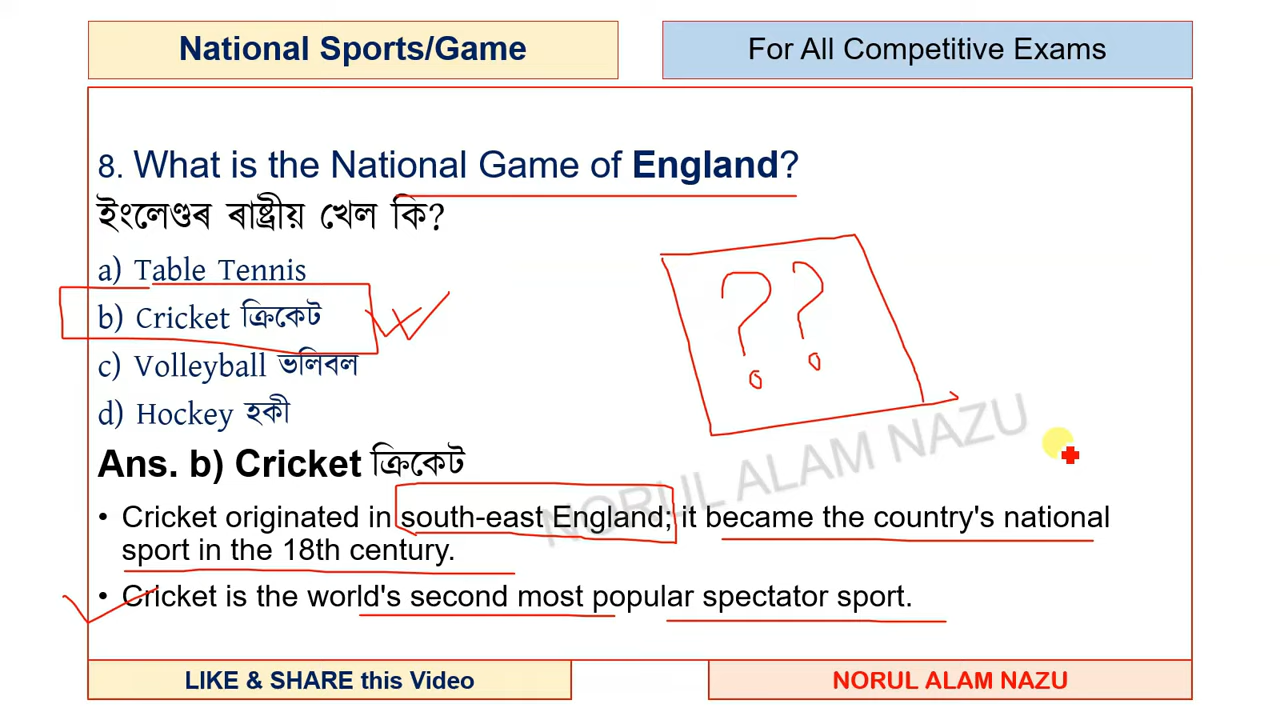 National Sports/Game
For All Competitive Exams
8. What is the National Game of England?
ইংলেণ্ডৰ ৰাষ্ট্ৰীয় খেল কি?
a) Table Tennis
b) Cricket ক্ৰিকেট
c) Volleyball ভলিবল
d) Hockey হকী
??
Ans. b) Cricket ক্ৰিকেট
• Cricket originated in south-east England; it became the country's national
sport in the 18th century.
• Cricket is the world's second most popular spectator sport.
NORUL ALAM NAZU
LIKE & SHARE this Video
NORUL ALAM NAZU